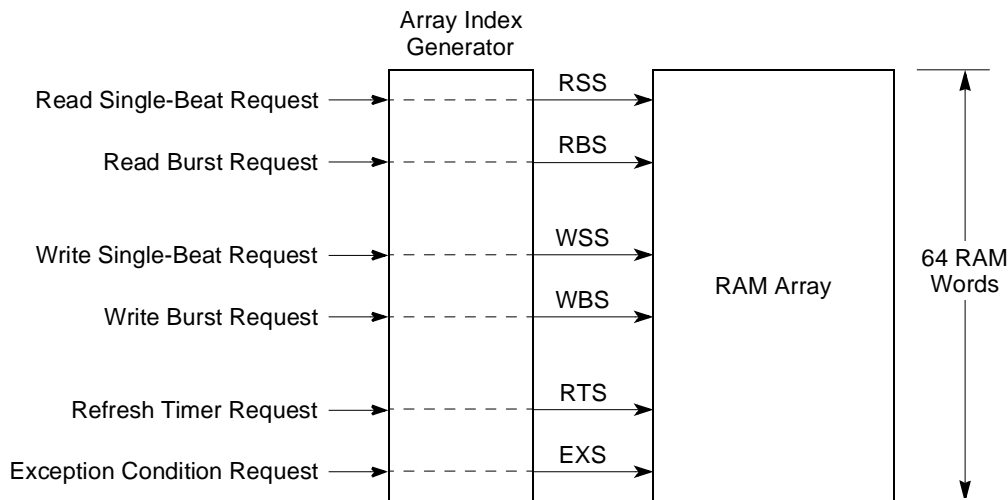 Array Index
Generator
Read Single-Beat Request
RSS
Read Burst Request
RBS
Write Single-Beat Request
WSS
Write Burst Request
WBS
Refresh Timer Request
RTS
Exception Condition Request
EXS
RAM Array
64 RAM
Words